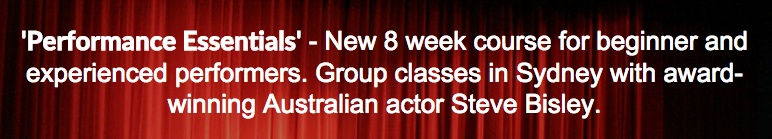 'Performance Essentials' - New 8 week course for beginner and
experienced performers. Group classes in Sydney with award-
winning Australian actor Steve Bisley.